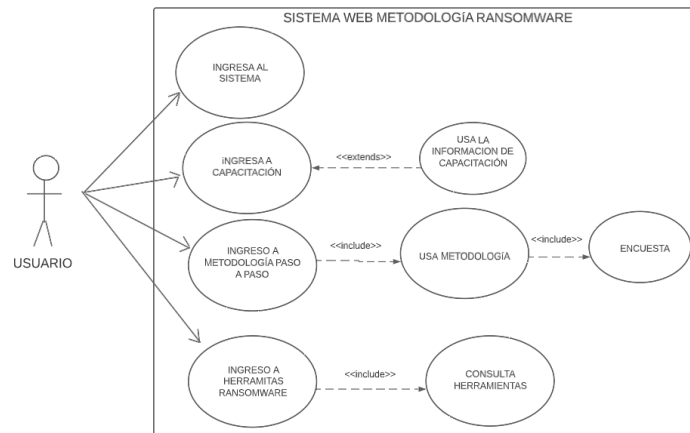 SISTEMA WEB METODOLOGÍA RANSOMWARE
INGRESA AL
SISTEMA
iNGRESA A
CAPACITACIÓN
<<extends>>
USA LA
INFORMACION DE
CAPACITACIÓN
USUARIO
INGRESO A
METODOLOGÍA PASO
A PASO
<<include>>
USA METODOLOGIA
<<include>>
ENCUESTA
INGRESO A
HERRAMITAS
RANSOMWARE
<<include>>
CONSULTA
HERRAMIENTAS